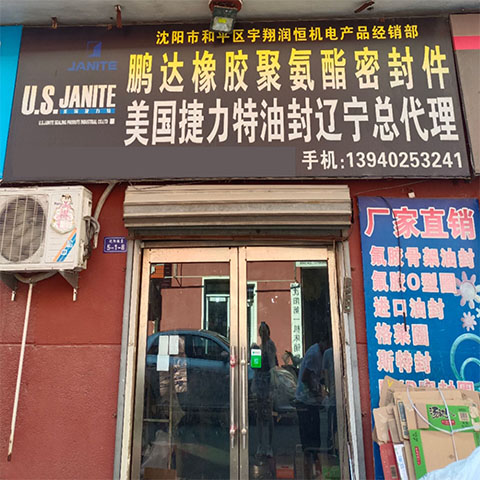 沈阳市和平区宇翔润恒机电产品经销部
JANITE
鹏达橡胶聚氨酯密封件
U.S. JANITE
美国捷力特油封辽宁总代理
手机:13940253241
5-1-8
厂家直销
氟胶骨架油封
氟胶O型圈
进口油封
格莱圈
斯特封